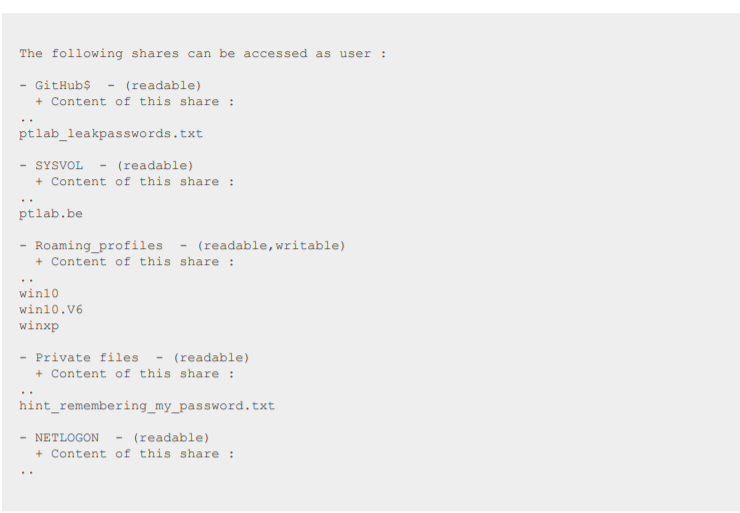 The following shares can be accessed as user :
- GitHub$ - (readable)
+ Content of this share :
..
ptlab_leakpasswords.txt
- SYSVOL - (readable)
+ Content of this share :
..
ptlab.be
- Roaming_profiles - (readable,writable)
+ Content of this share :
..
win10
win10.V6
winxp
- Private files - (readable)
+ Content of this share :
..
hint_remembering_my_password.txt
- NETLOGON - (readable)
+ Content of this share :
..